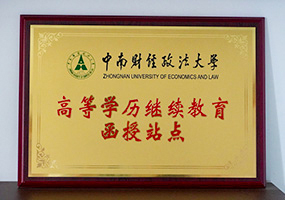 中南财经政法大学
ZHONGNAN UNIVERSITY OF ECONOMICS AND LAW
高等学历继续教育
函授站点